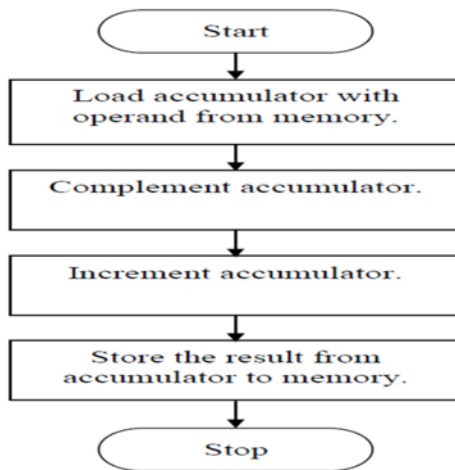 Start
Load accumulator with
operand from memory.
Complement accumulator.
Increment accumulator.
Store the result from
accumulator to memory.
Stop